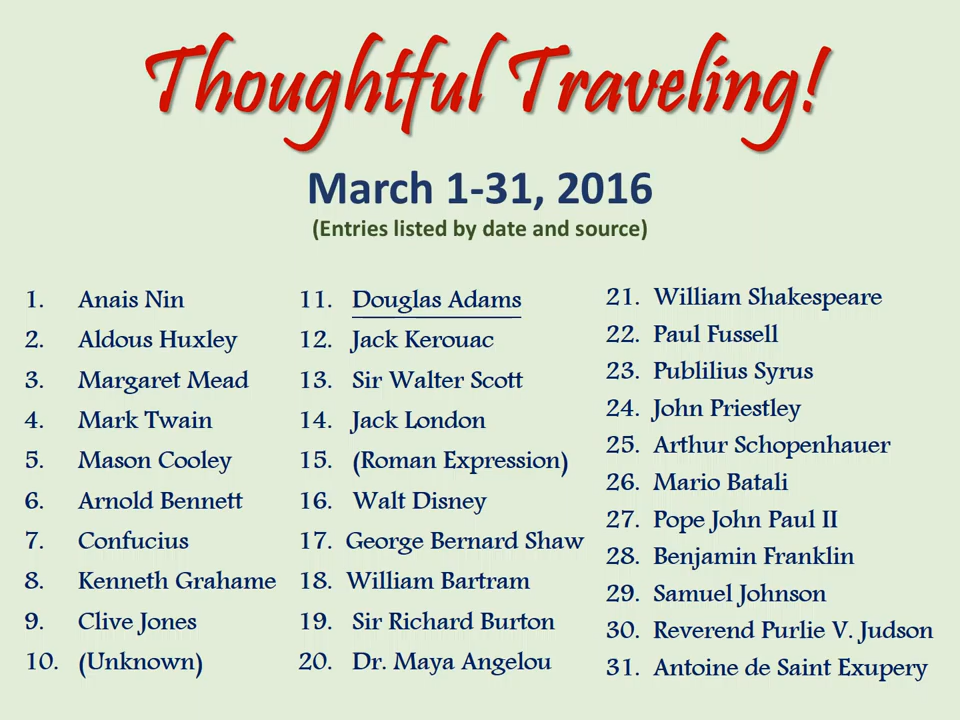 Thoughtful Traveling!
March 1-31, 2016
(Entries listed by date and source)
1. Anais Nin
2. Aldous Huxley
3. Margaret Mead
4. Mark Twain
5. Mason Cooley
6. Arnold Bennett
7. Confucius
8. Kenneth Grahame
9. Clive Jones
10. (Unknown)
11. Douglas Adams
12. Jack Kerouac
13. Sir Walter Scott
14. Jack London
15. (Roman Expression)
16. Walt Disney
17. George Bernard Shaw
18. William Bartram
19. Sir Richard Burton
20. Dr. Maya Angelou
21. William Shakespeare
22. Paul Fussell
23. Publilius Syrus
24. John Priestley
25. Arthur Schopenhauer
26. Mario Batali
27. Pope John Paul II
28. Benjamin Franklin
29. Samuel Johnson
30. Reverend Purlie V. Judson
31. Antoine de Saint Exupery